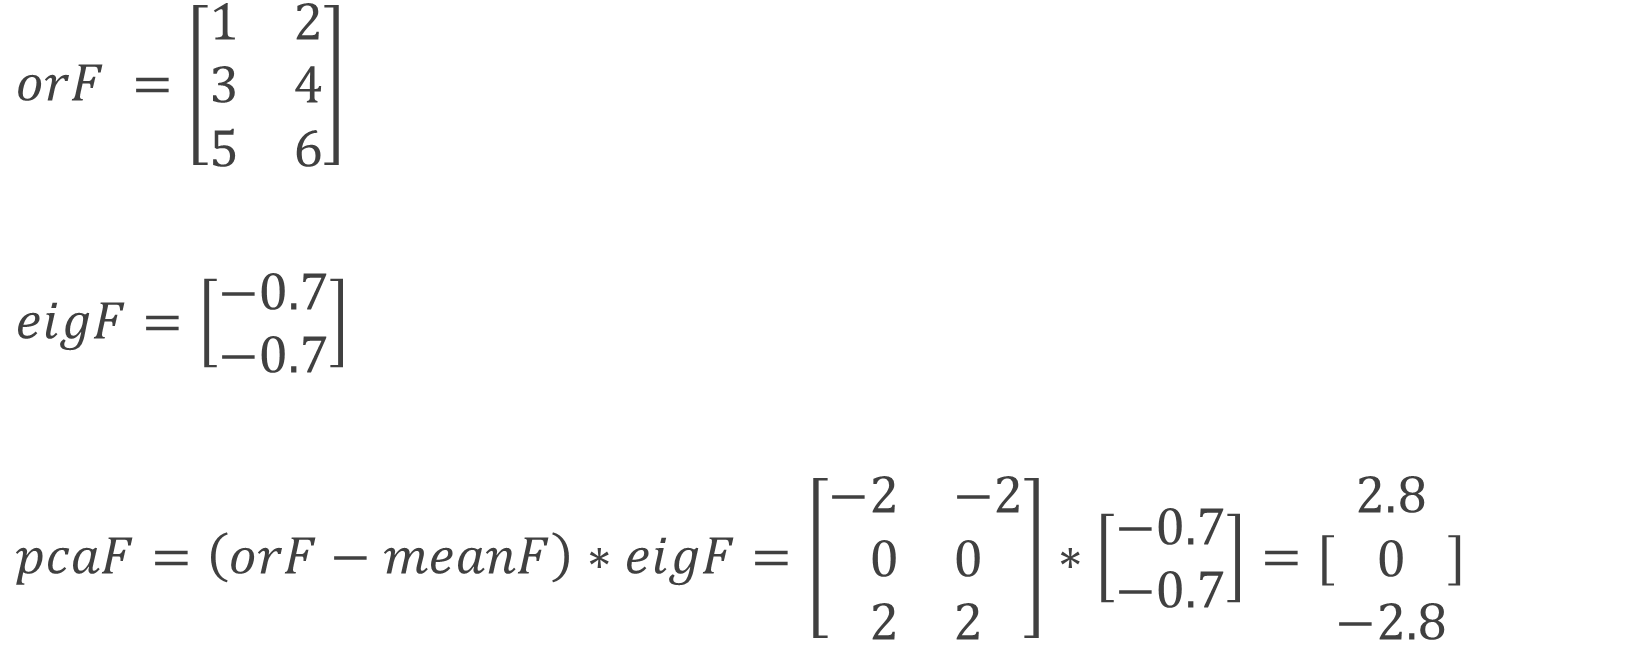 orF = [1 2
3 4
5 6]
eigF = [−0.7
−0.7]
pcaF = (orF − meanF) ∗ eigF = [−2 −2
0 0
2 2] ∗ [−0.7
−0.7] = [2.8
0
−2.8]